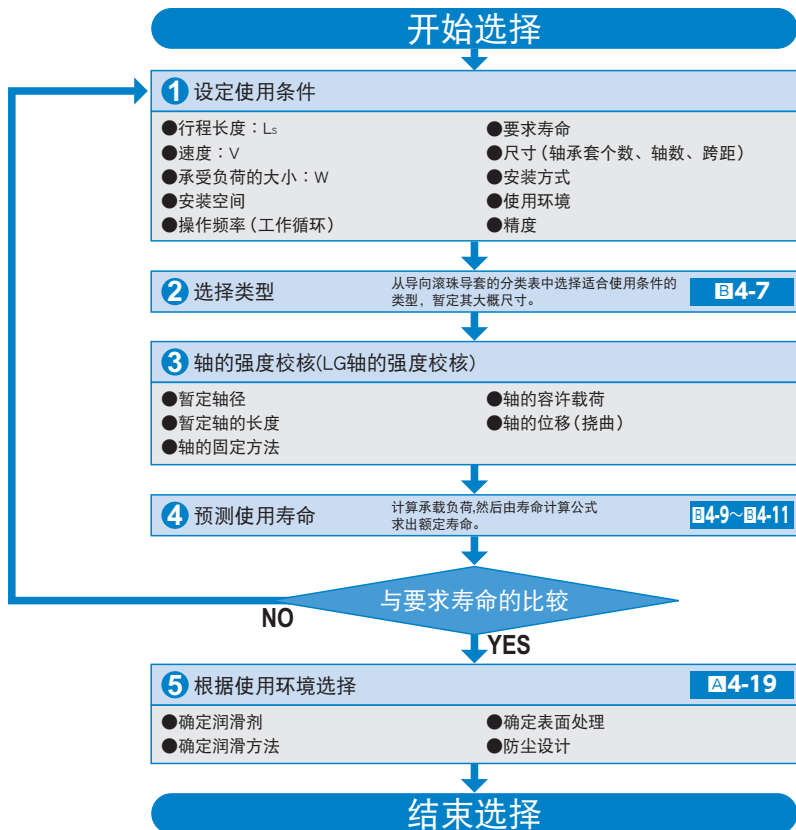 开始选择
1 设定使用条件
●行程长度：Ls
●速度：V
●承受负荷的大小：W
●安装空间
●操作频率（工作循环）
●要求寿命
●尺寸（轴承套个数、轴数、跨距）
●安装方式
●使用环境
●精度
2 选择类型
从导向滚珠导套的分类表中选择适合使用条件的
类型，暂定其大概尺寸。
B4-7
3 轴的强度校核(LG轴的强度校核）
●暂定轴径
●暂定轴的长度
●轴的固定方法
●轴的容许载荷
●轴的位移（挠曲）
4 预测使用寿命
计算承载负荷,然后由寿命计算公式
求出额定寿命。
B4-9～B4-11
与要求寿命的比较
NO
YES
5 根据使用环境选择
A4-19
●确定润滑剂
●确定润滑方法
●确定表面处理
●防尘设计
结束选择